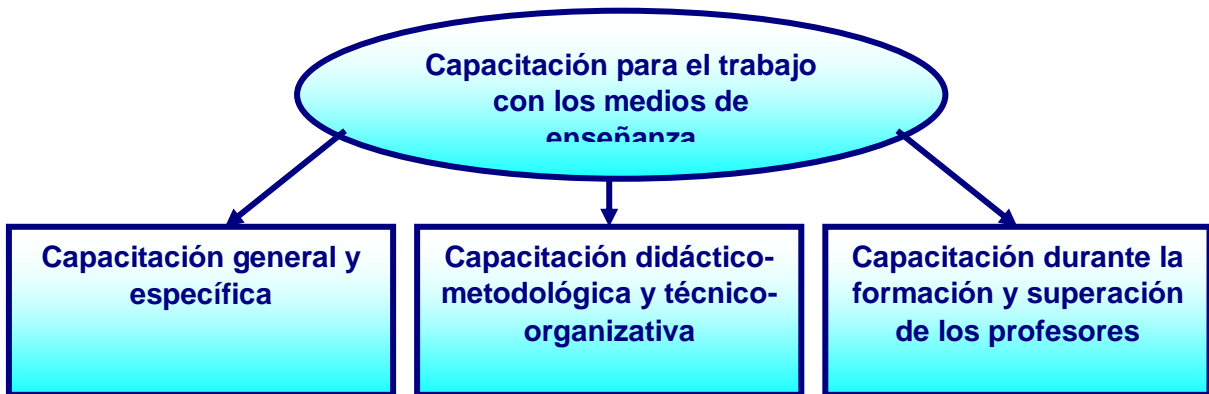 Capacitación para el trabajo
con los medios de
enseñanza
Capacitación general y
específica
Capacitación didáctico-
metodológica y técnico-
organizativa
Capacitación durante la
formación y superación
de los profesores